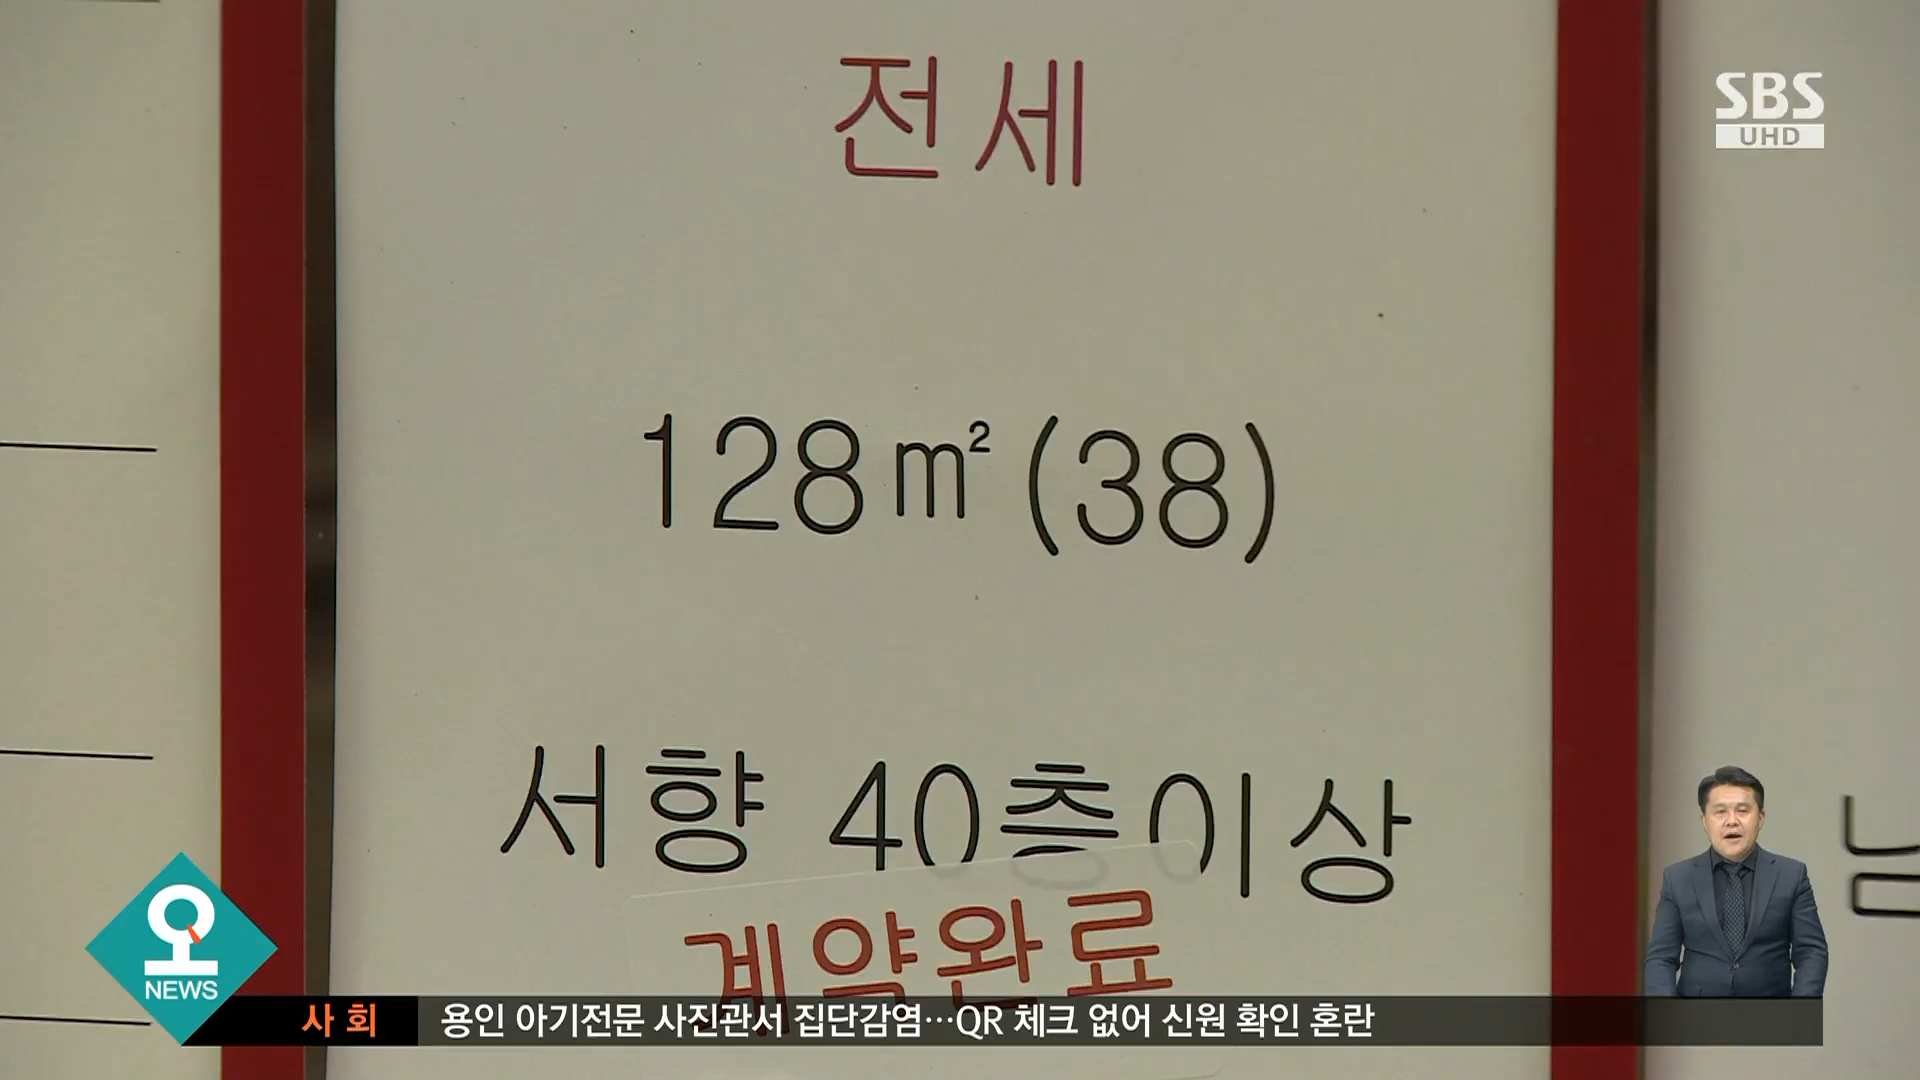 전세
SBS
UHD
128㎡ (38)
서향 40층이상
계약완료
오
NEWS
사회
용인 아기전문 사진관서 집단감염…QR 체크 없어 신원 확인 혼란